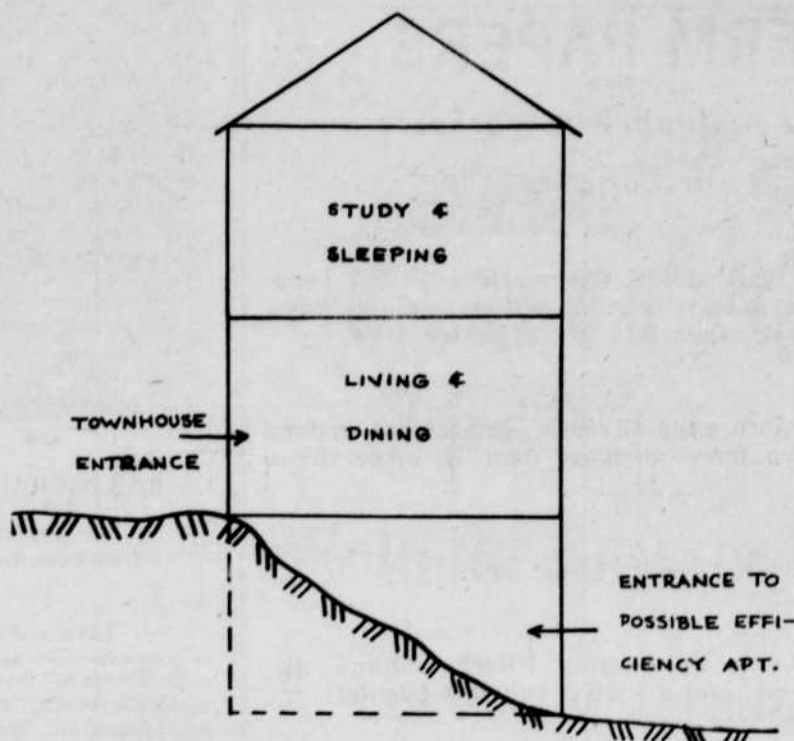 STUDY &
SLEEPING
LIVING &
DINING
TOWNHOUSE
ENTRANCE
ENTRANCE TO
POSSIBLE EFFI-
CIENCY APT.